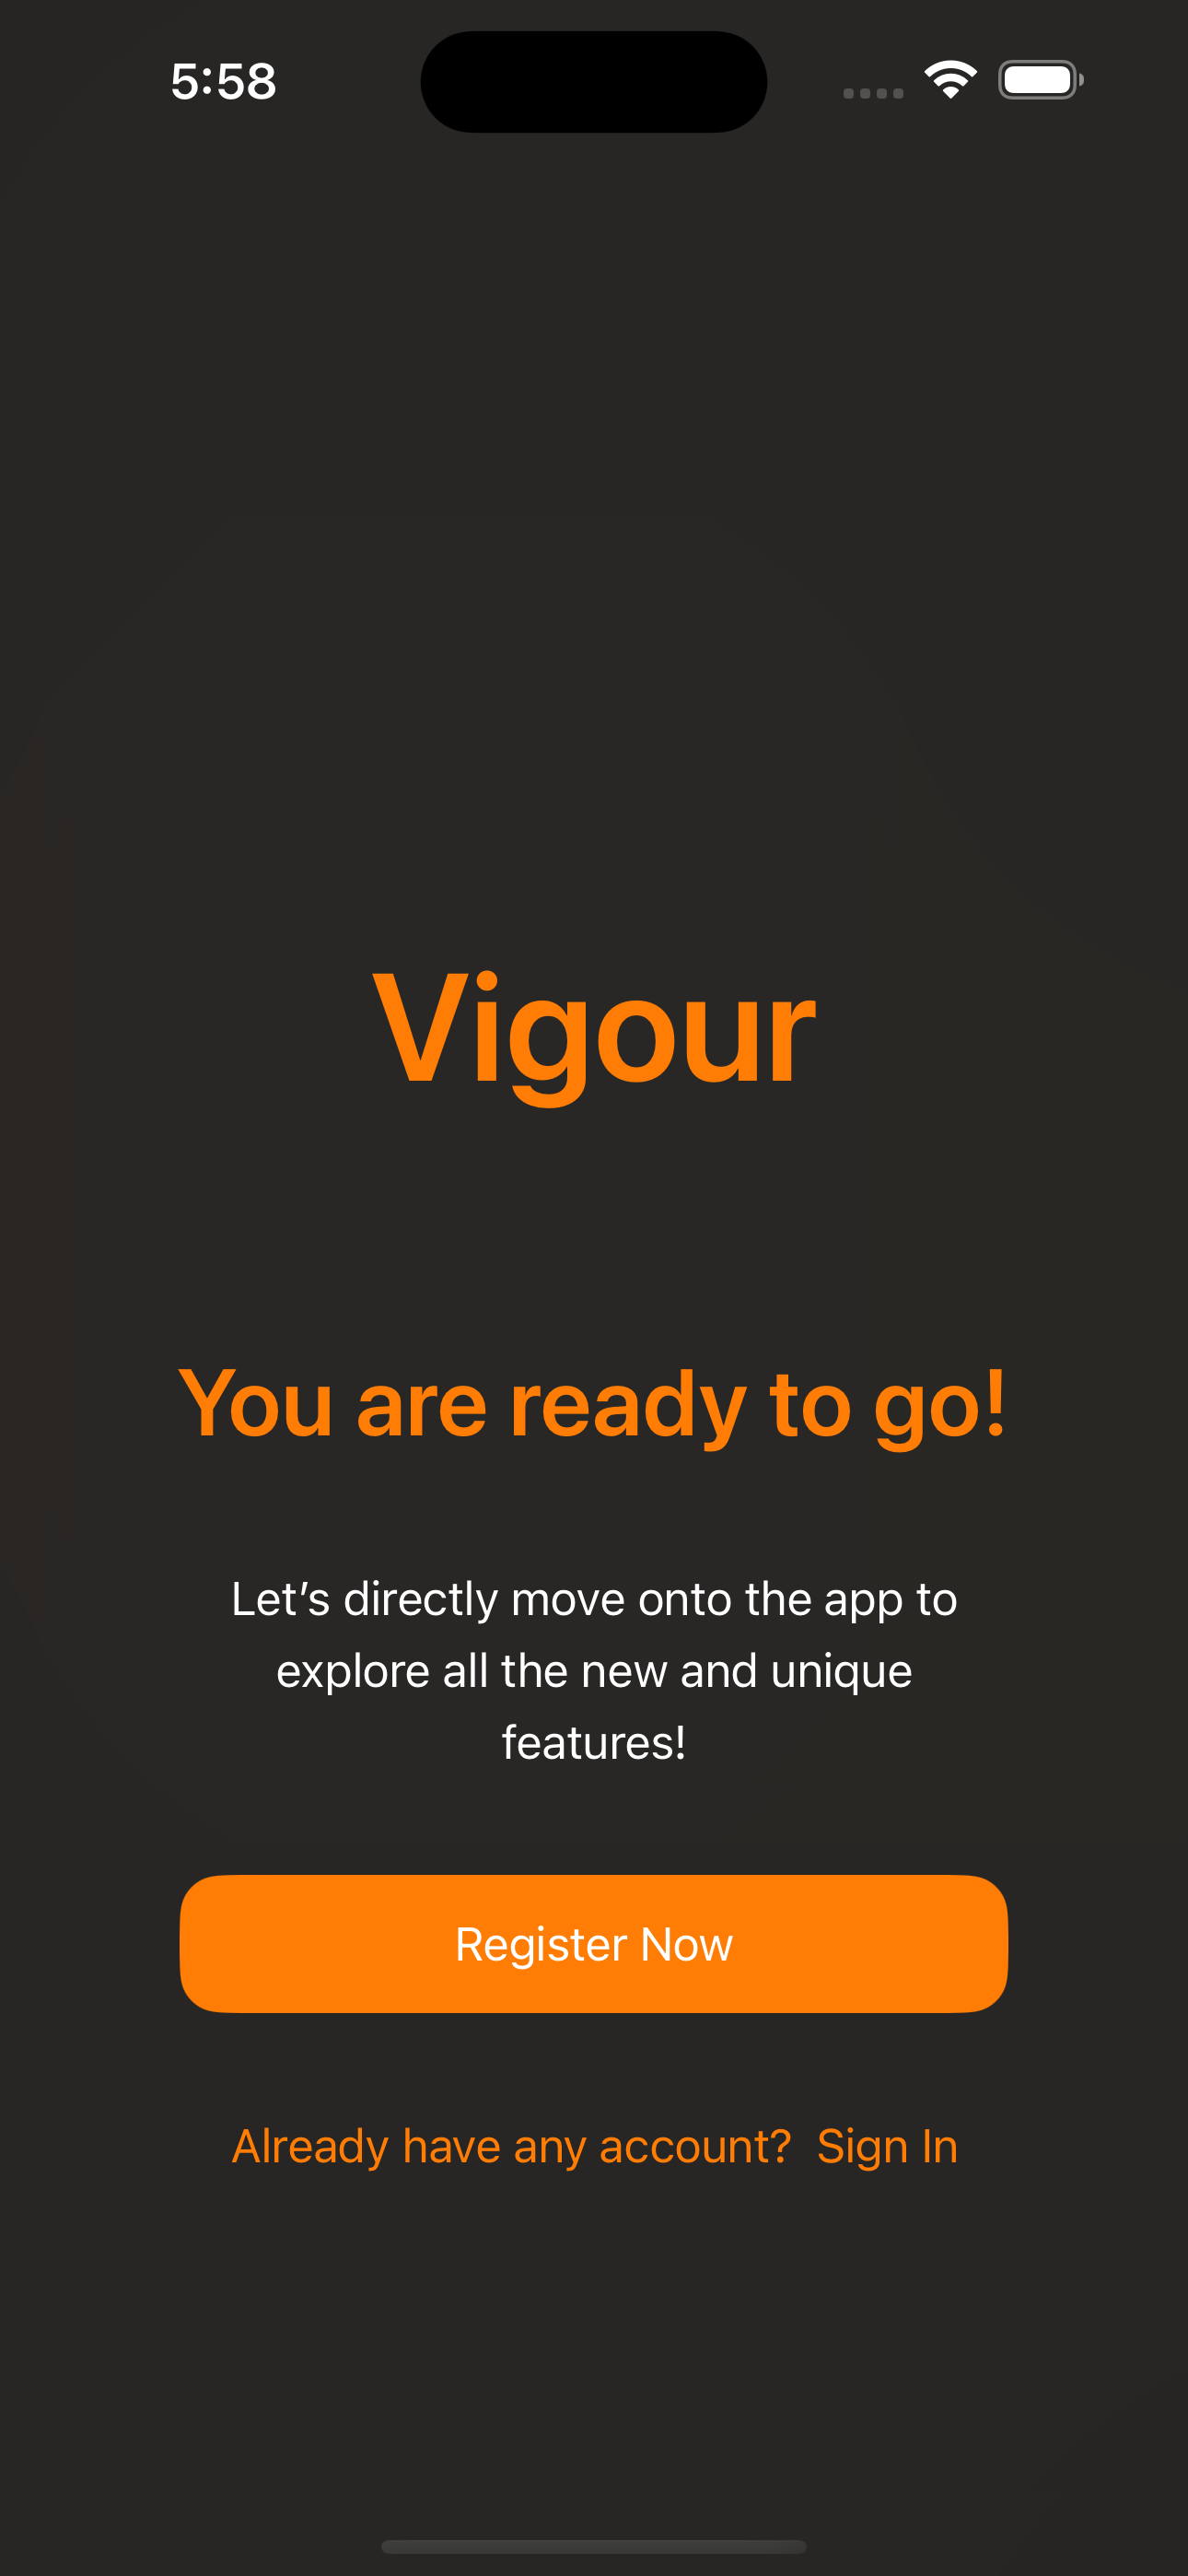 5:58
Vigour
You are ready to go!
Let’s directly move onto the app to
explore all the new and unique
features!
Register Now
Already have any account?  Sign In